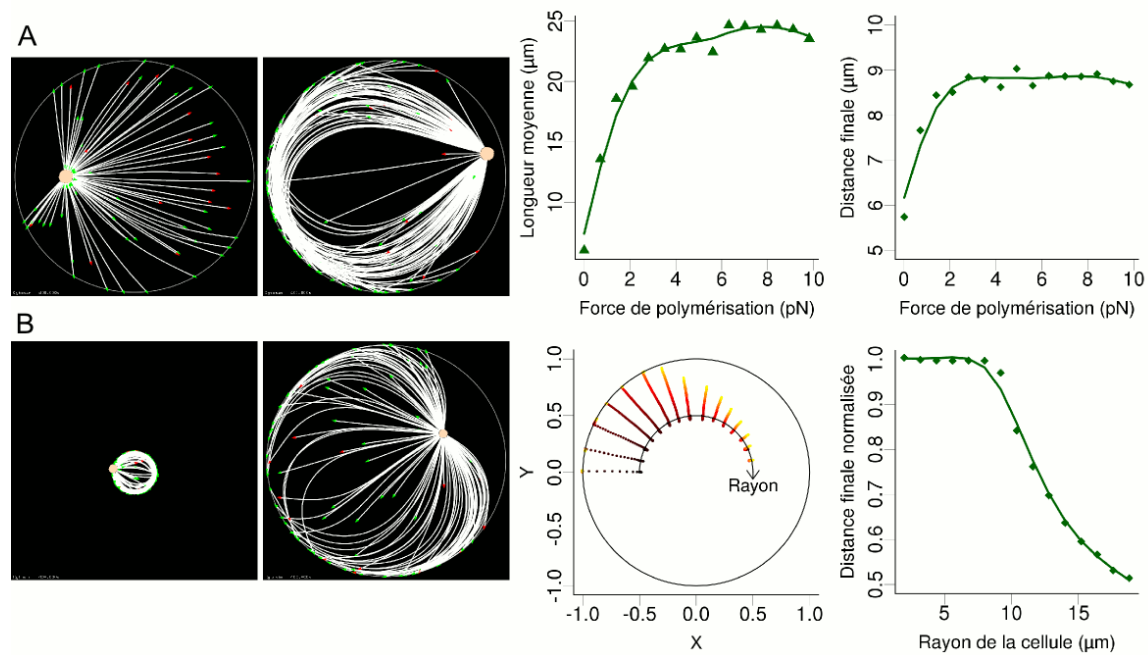 A
Longueur moyenne (µm)
25
20
15
10
0 2 4 6 8 10
Force de polymérisation (pN)
Distance finale (µm)
10
9
8
7
6
5
0 2 4 6 8 10
Force de polymérisation (pN)
B
Y
1.0
0.5
0.0
-0.5
-1.0
Rayon
-1.0 -0.5 0.0 0.5 1.0
X
Distance finale normalisée
1.0
0.9
0.8
0.7
0.6
0.5
5 10 15
Rayon de la cellule (µm)